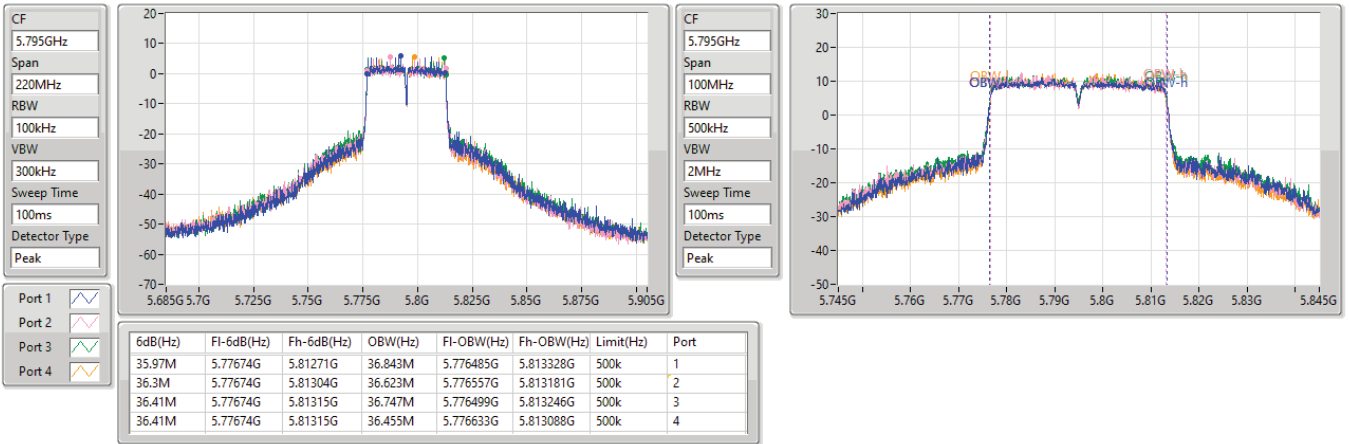 CF
5.795GHz
Span
220MHz
RBW
100kHz
VBW
300kHz
Sweep Time
100ms
Detector Type
Peak
20
10
0
-10
-20
-30
-40
-50
-60
-70
5.685G 5.7G 5.725G 5.75G 5.775G 5.8G 5.825G 5.85G 5.875G 5.905G
CF
5.795GHz
Span
100MHz
RBW
500kHz
VBW
2MHz
Sweep Time
100ms
Detector Type
Peak
30
20
10
0
-10
-20
-30
-40
-50
OBW
OBW-h
5.745G 5.76G 5.77G 5.78G 5.79G 5.8G 5.81G 5.82G 5.83G 5.845G
Port 1
Port 2
Port 3
Port 4
6dB(Hz) Fl-6dB(Hz) Fh-6dB(Hz) OBW(Hz) Fl-OBW(Hz) Fh-OBW(Hz) Limit(Hz) Port
35.97M 5.77674G 5.81271G 36.843M 5.776485G 5.813328G 500k 1
36.3M 5.77674G 5.81304G 36.623M 5.776557G 5.813181G 500k 2
36.41M 5.77674G 5.81315G 36.747M 5.776499G 5.813246G 500k 3
36.41M 5.77674G 5.81315G 36.455M 5.776633G 5.813088G 500k 4